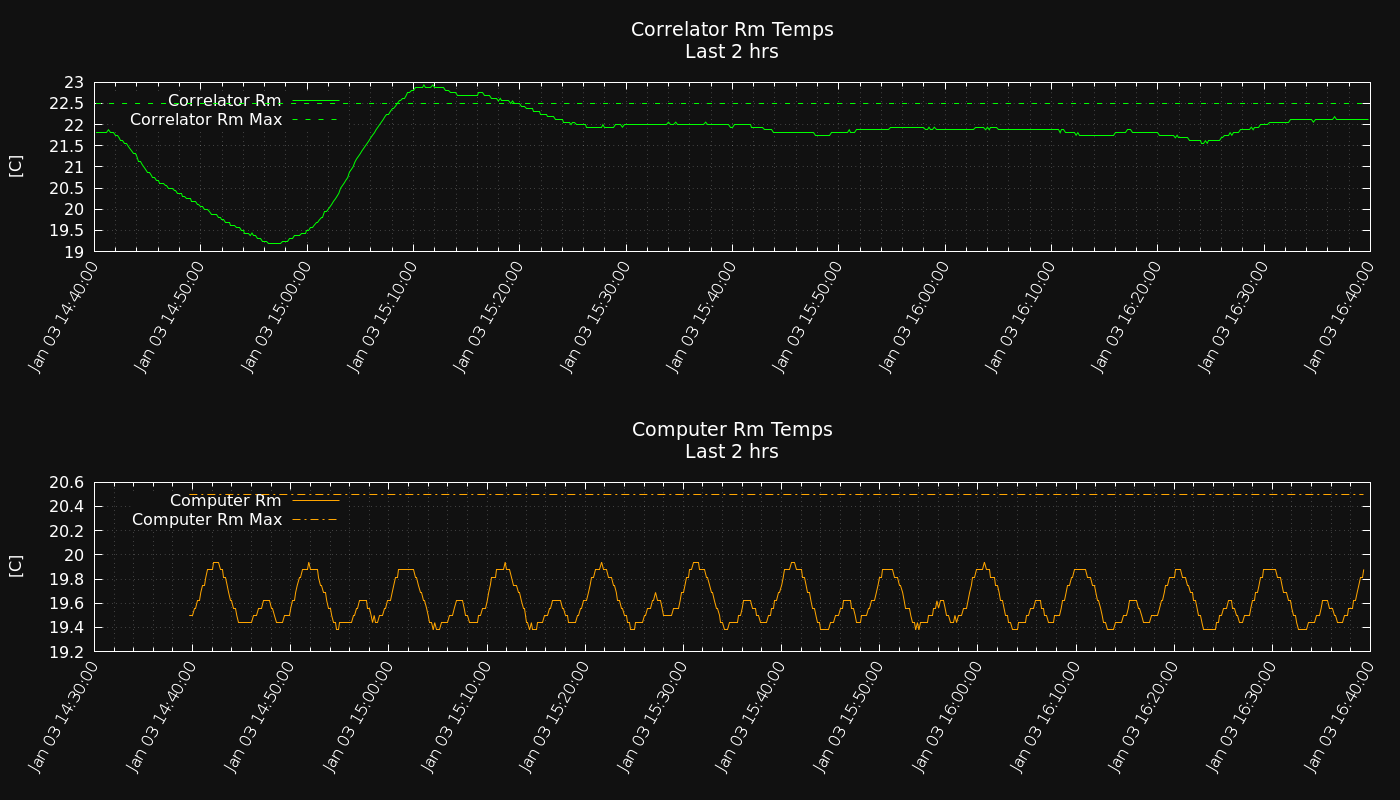 Correlator Rm Temps
Last 2 hrs
[C]
23
22.5
22
21.5
21
20.5
20
19.5
19
Correlator Rm
Correlator Rm Max
Jan 03 14:40:00
Jan 03 14:50:00
Jan 03 15:00:00
Jan 03 15:10:00
Jan 03 15:20:00
Jan 03 15:30:00
Jan 03 15:40:00
Jan 03 15:50:00
Jan 03 16:00:00
Jan 03 16:10:00
Jan 03 16:20:00
Jan 03 16:30:00
Jan 03 16:40:00
Computer Rm Temps
Last 2 hrs
[C]
20.6
20.4
20.2
20
19.8
19.6
19.4
19.2
Computer Rm
Computer Rm Max
Jan 03 14:30:00
Jan 03 14:40:00
Jan 03 14:50:00
Jan 03 15:00:00
Jan 03 15:10:00
Jan 03 15:20:00
Jan 03 15:30:00
Jan 03 15:40:00
Jan 03 15:50:00
Jan 03 16:00:00
Jan 03 16:10:00
Jan 03 16:20:00
Jan 03 16:30:00
Jan 03 16:40:00